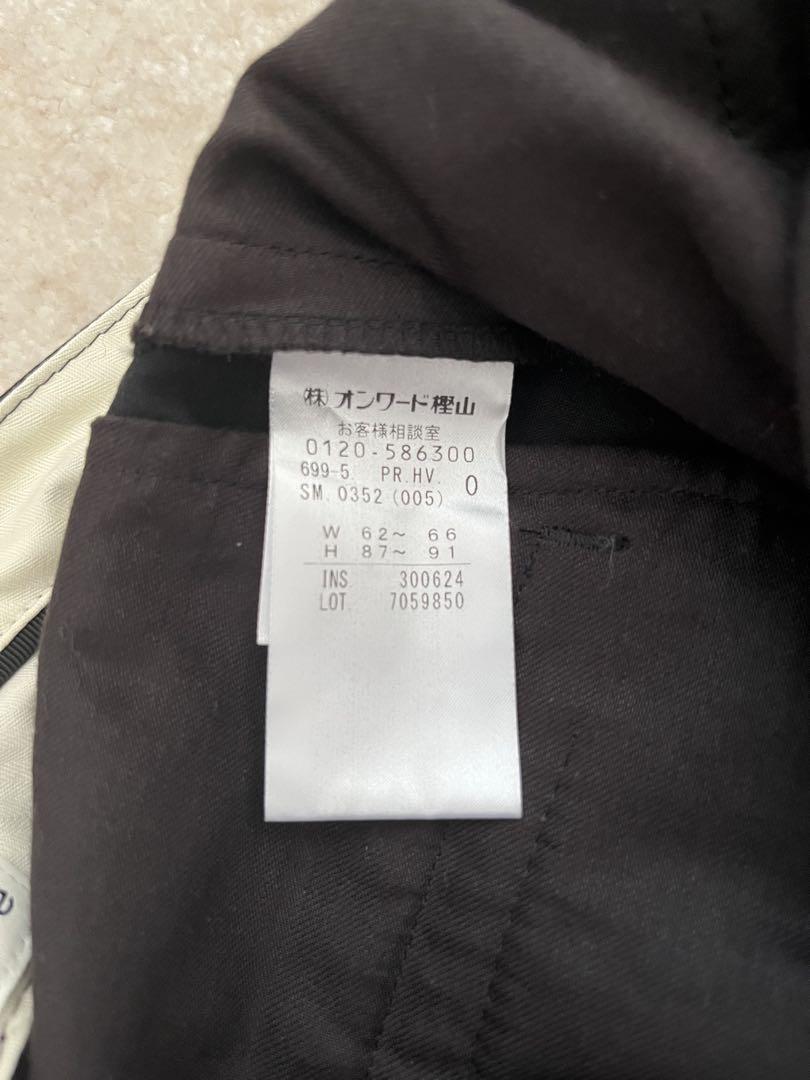 ㈱オンワード樫山
お客様相談室
0120-586300
699-5. PR.HV. 0
SM. 0352 (005)
W 62～ 66
H 87～ 91
INS. 300624
LOT. 7059850